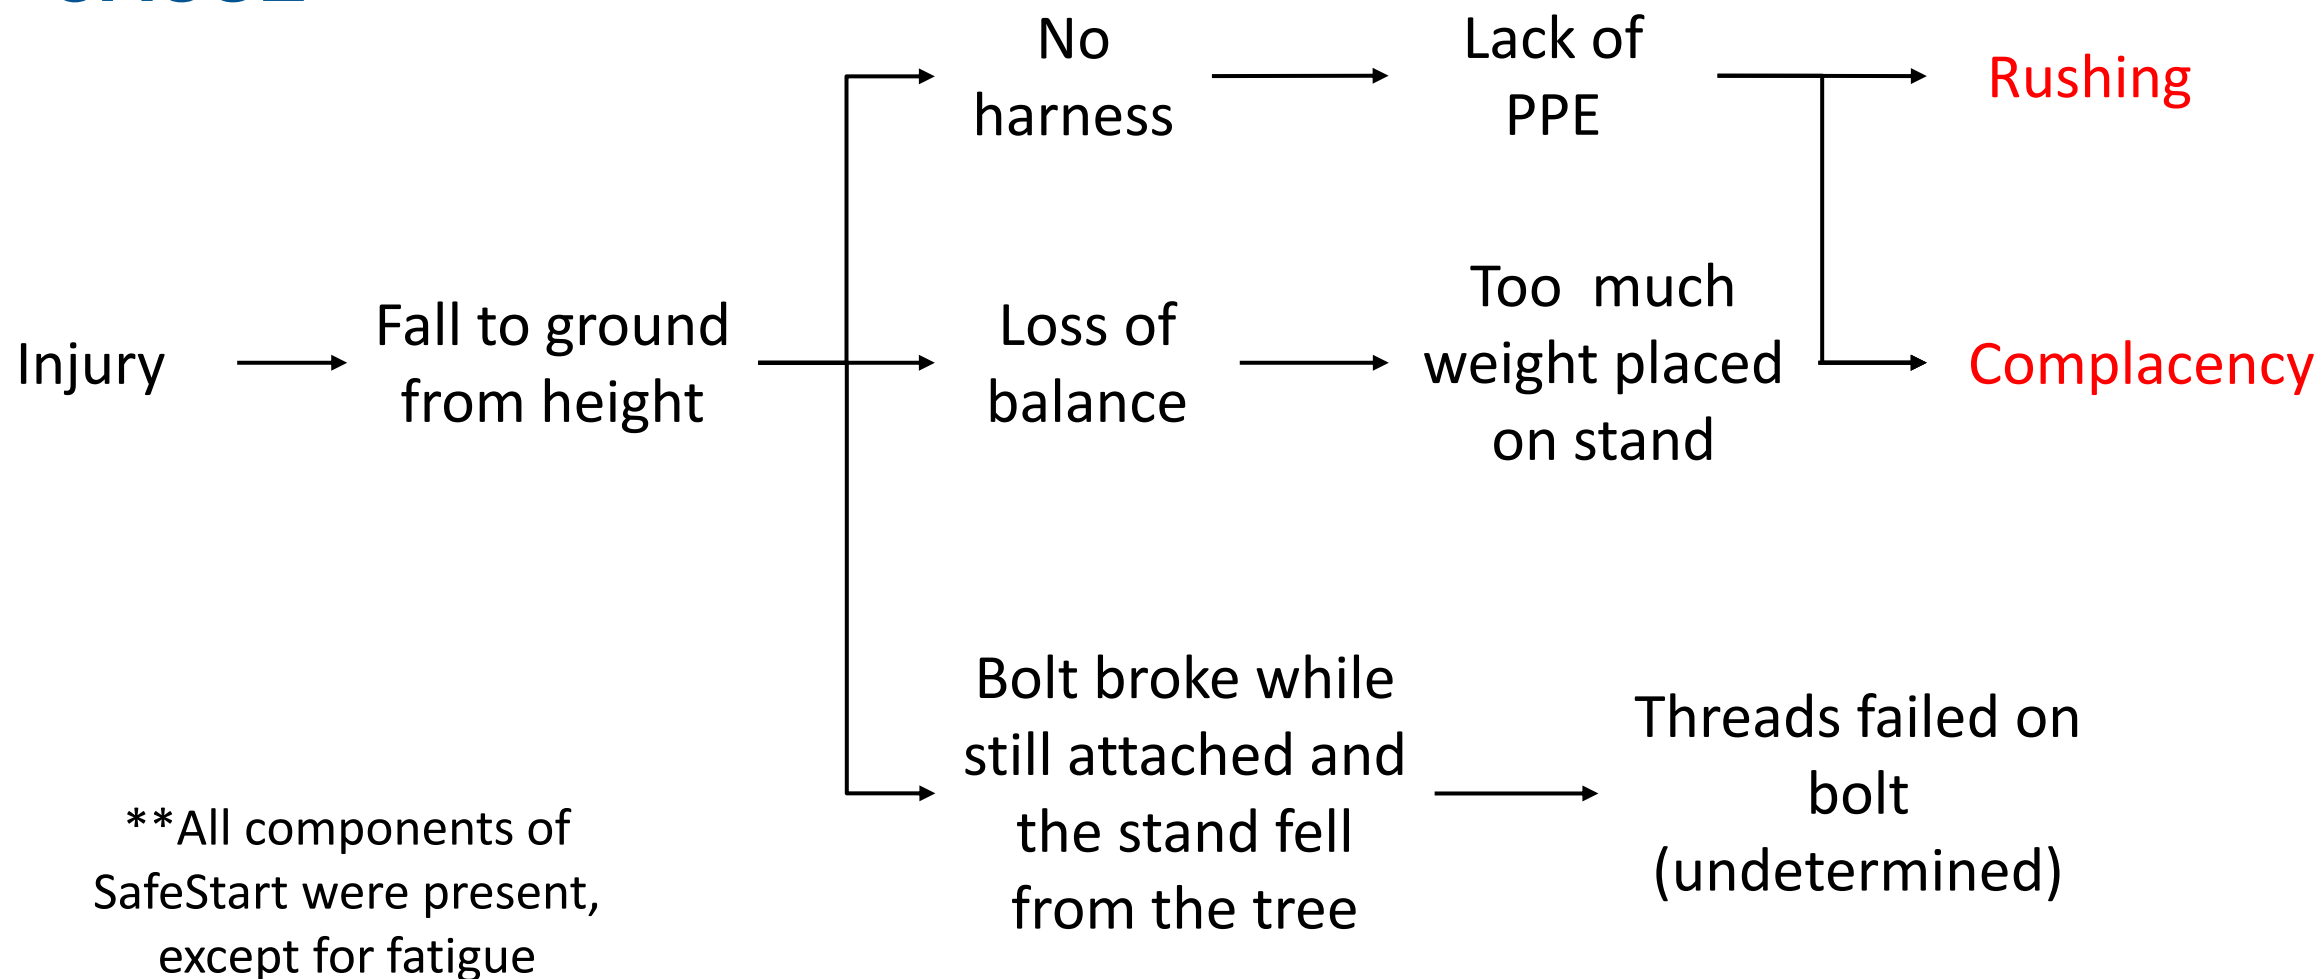 No
harness
Lack of
PPE
Rushing
Injury
Fall to ground
from height
Loss of
balance
Too  much
weight placed
on stand
Complacency
Bolt broke while
still attached and
the stand fell
from the tree
Threads failed on
bolt
(undetermined)
**All components of
SafeStart were present,
except for fatigue